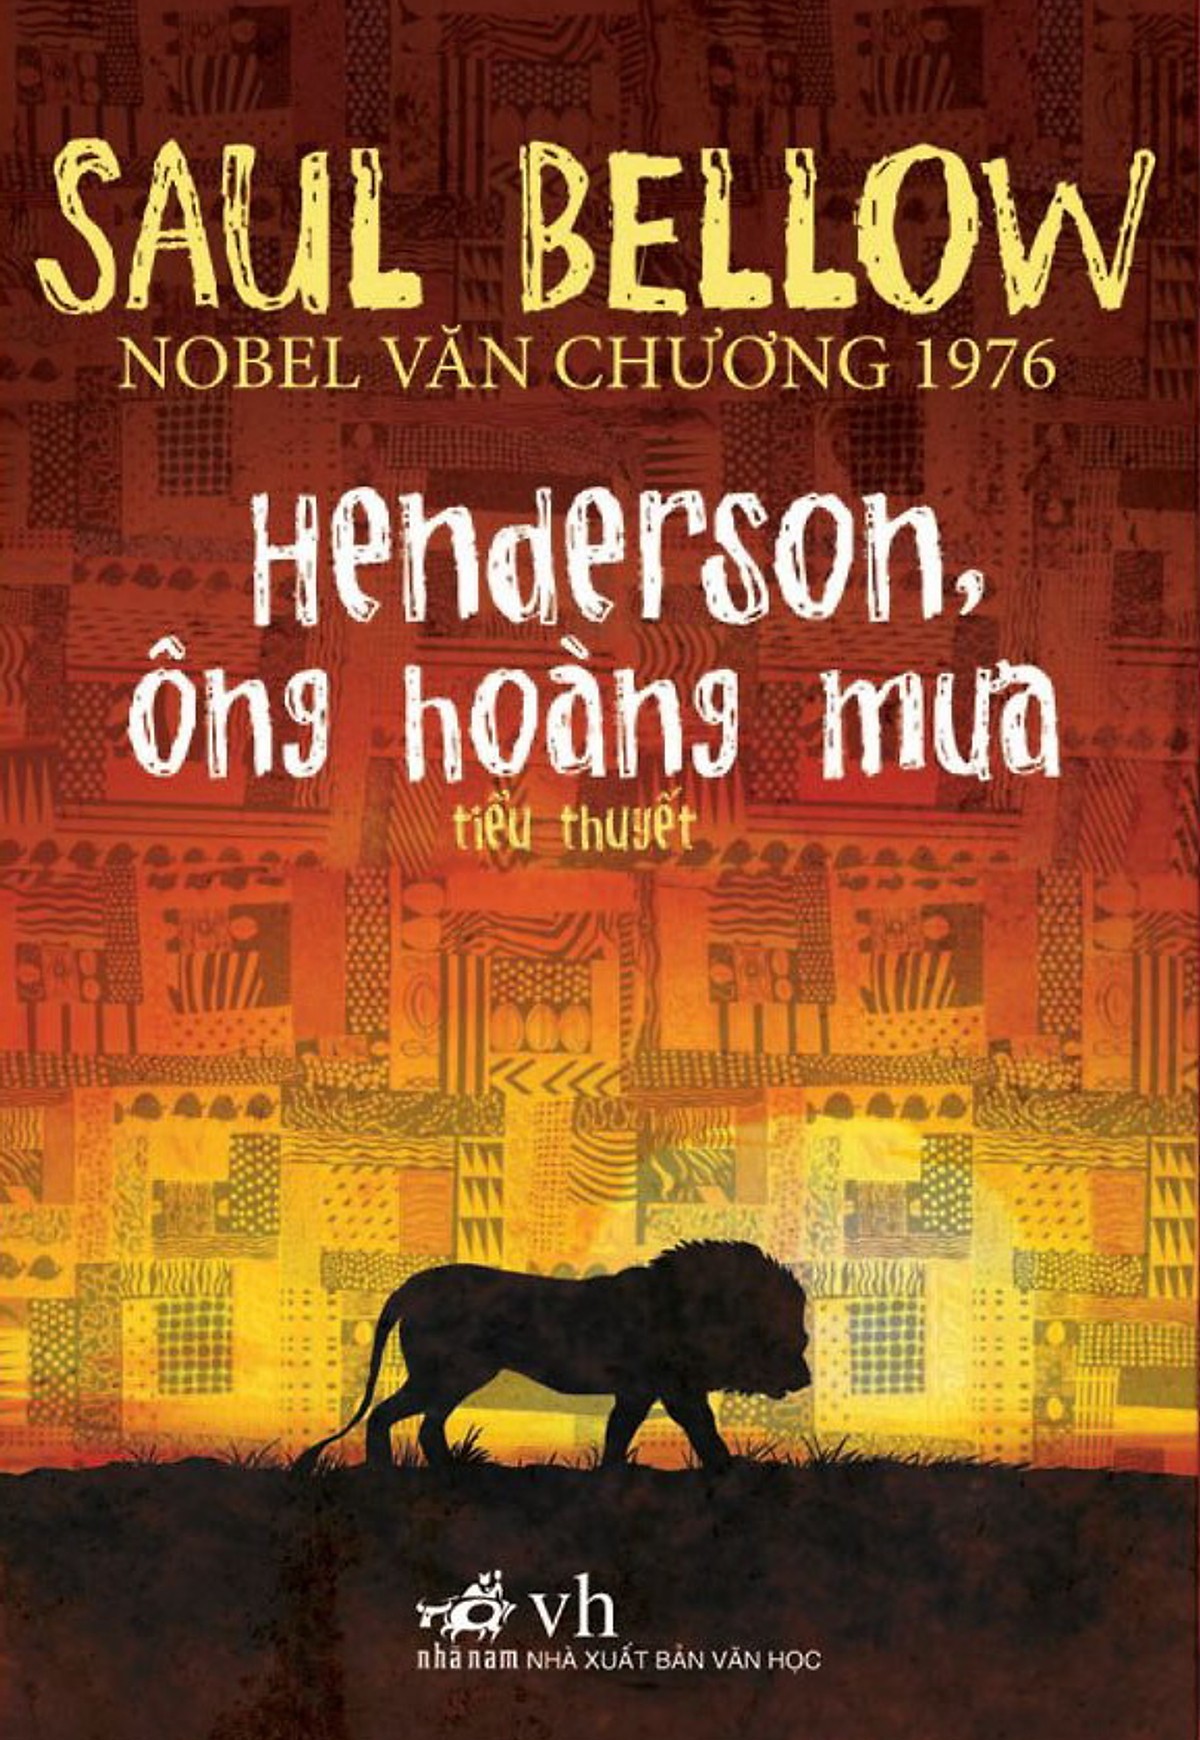 SAUL BELLOW
NOBEL VĂN CHƯƠNG 1976
Henderson,
ông hoàng mưa
tiểu thuyết
vh
nhã nam NHÀ XUẤT BẢN VĂN HỌC